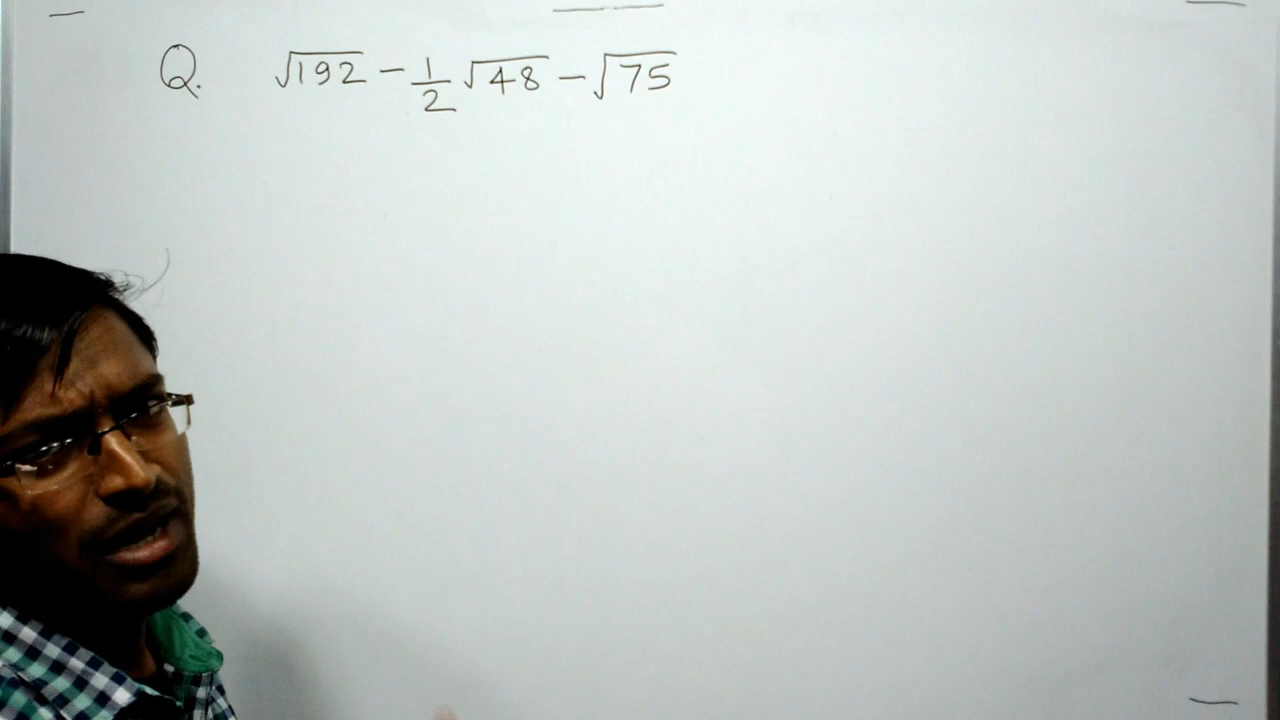 Q. √192 - 1/2 √48 - √75